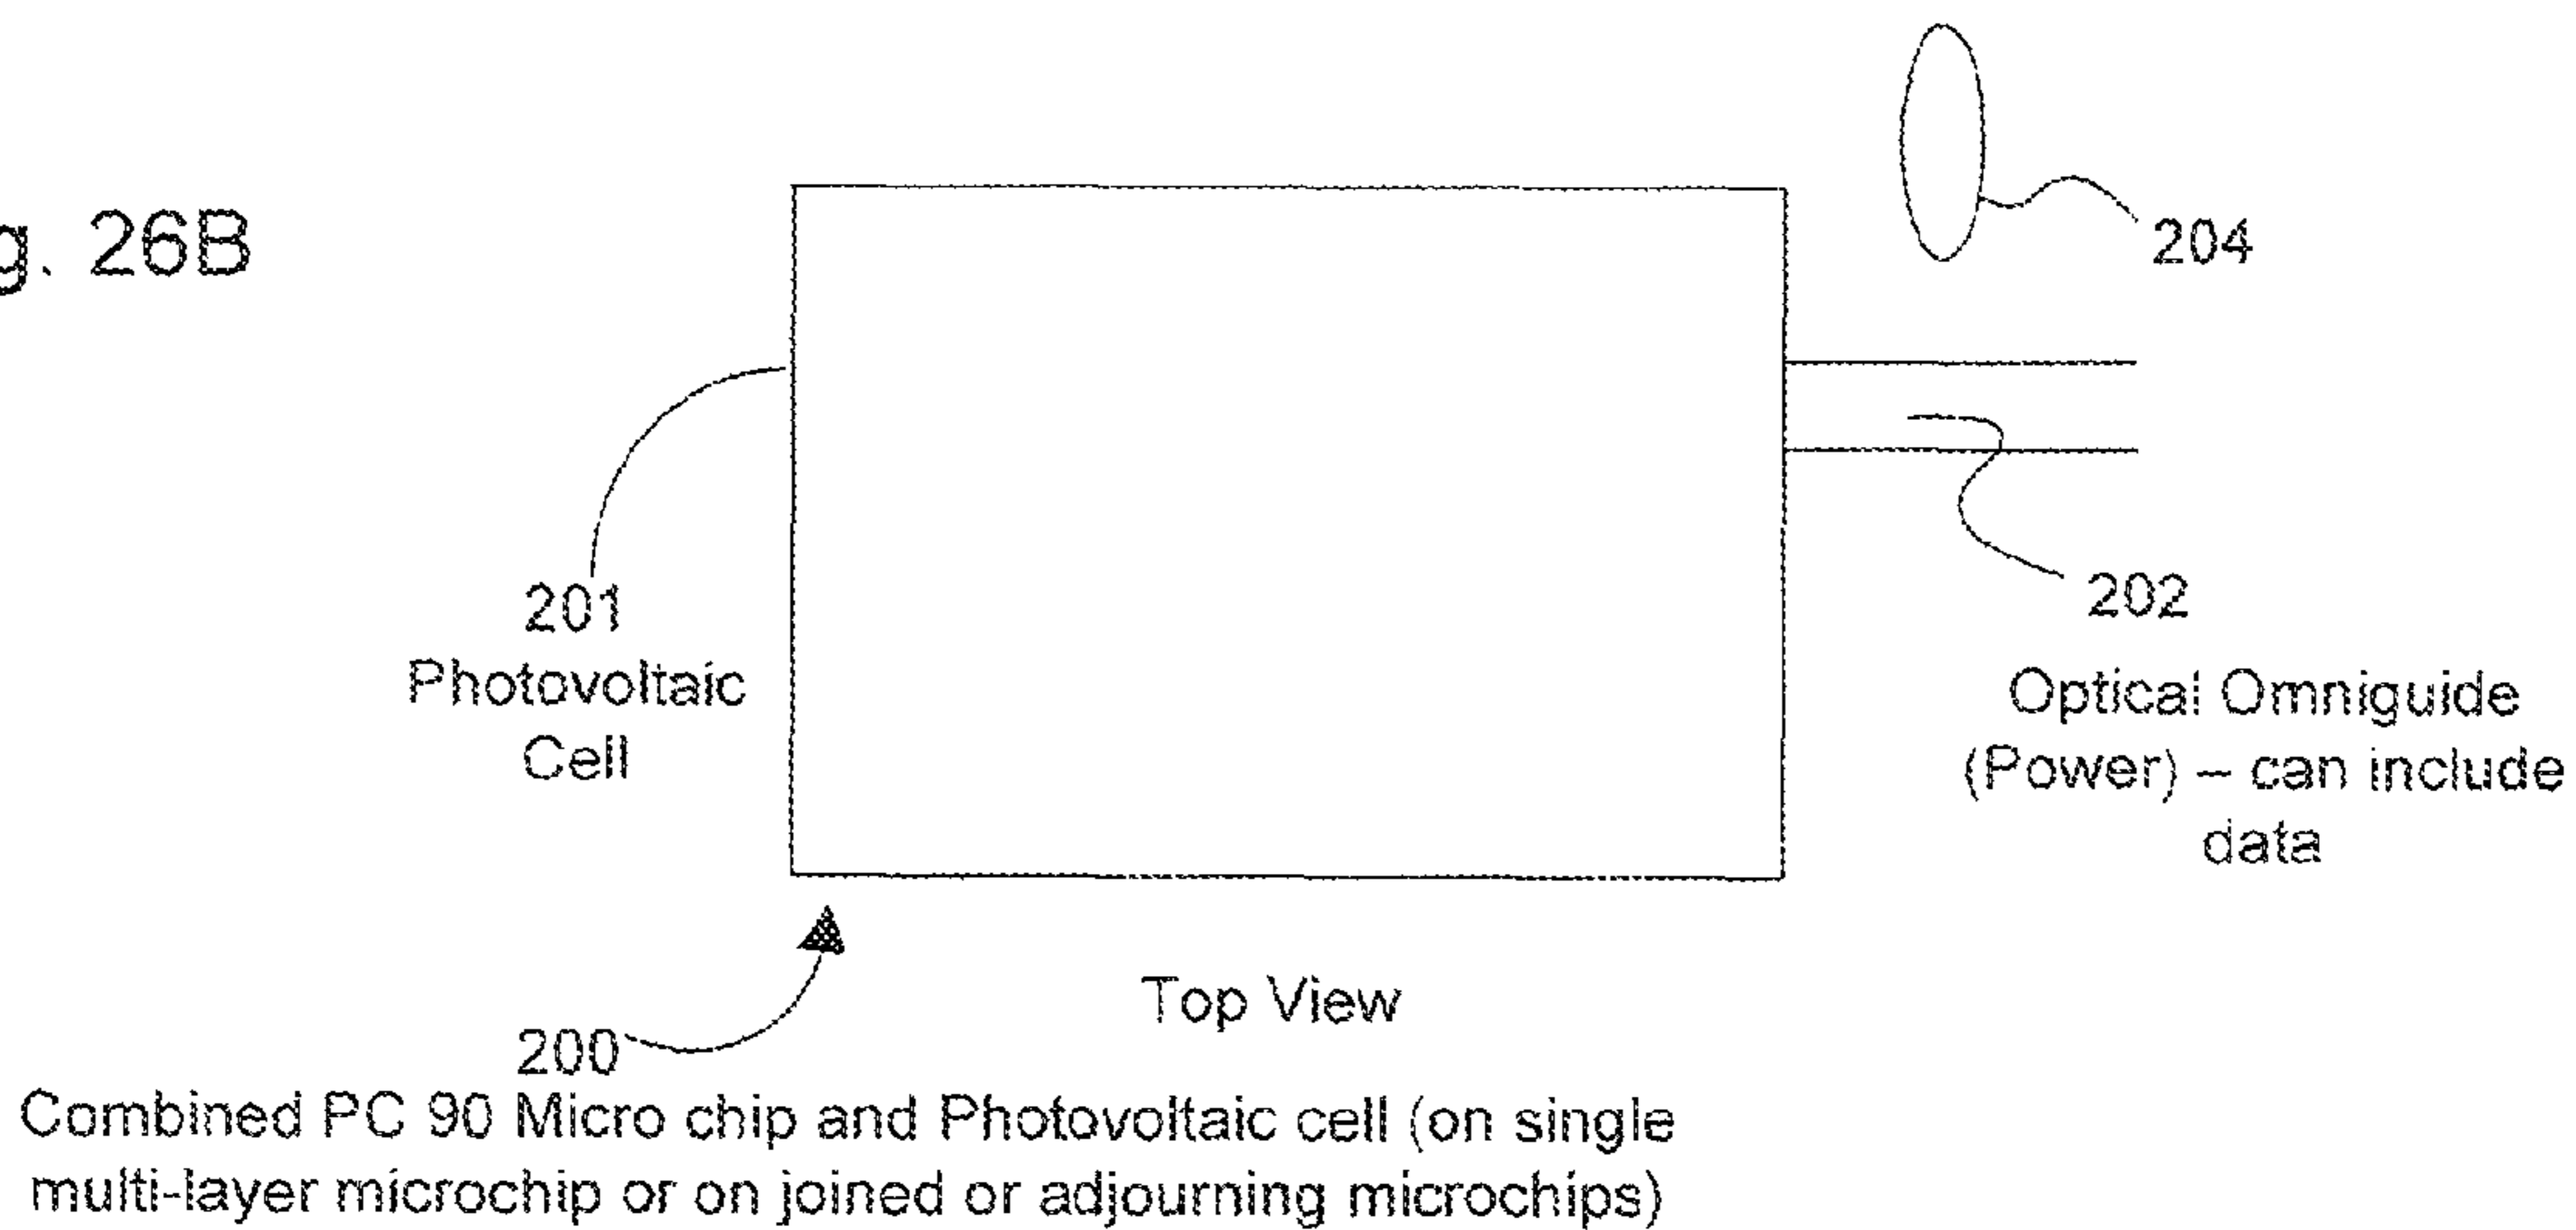 g. 26B
204
201
Photovoltaic
Cell
202
Optical Omniguide
(Power) – can include
data
Top View
200
Combined PC 90 Micro chip and Photovoltaic cell (on single
multi-layer microchip or on joined or adjourning microchips)